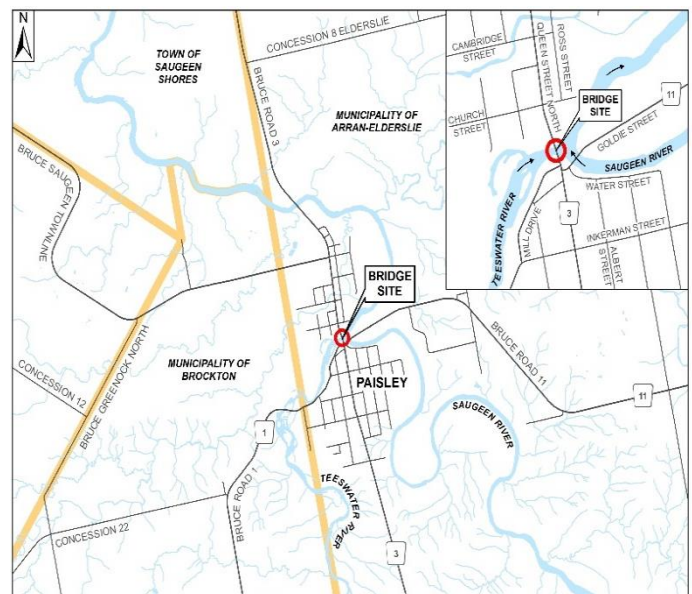 N
TOWN OF
SAUGEEN
SHORES
CONCESSION 8 ELDERSLIE
BRUCE ROAD 3
MUNICIPALITY OF
ARRAN-ELDERSLIE
BRUCE SAUGEEN TOWNLINE
BRIDGE
SITE
MUNICIPALITY OF
BROCKTON
PAISLEY
BRUCE ROAD 11
11
CONCESSION 12
BRUCE GREENOCK NORTH
SAUGEEN
RIVER
1
BRUCE ROAD 1
TEESWATER
RIVER
CONCESSION 22
3
CAMBRIDGE
STREET
QUEEN STREET NORTH
ROSS STREET
11
BRIDGE
SITE
CHURCH
STREET
GOLDIE STREET
SAUGEEN RIVER
WATER STREET
TEESWATER RIVER
MILL DRIVE
3
INKERMAN STREET
ALBERT
STREET